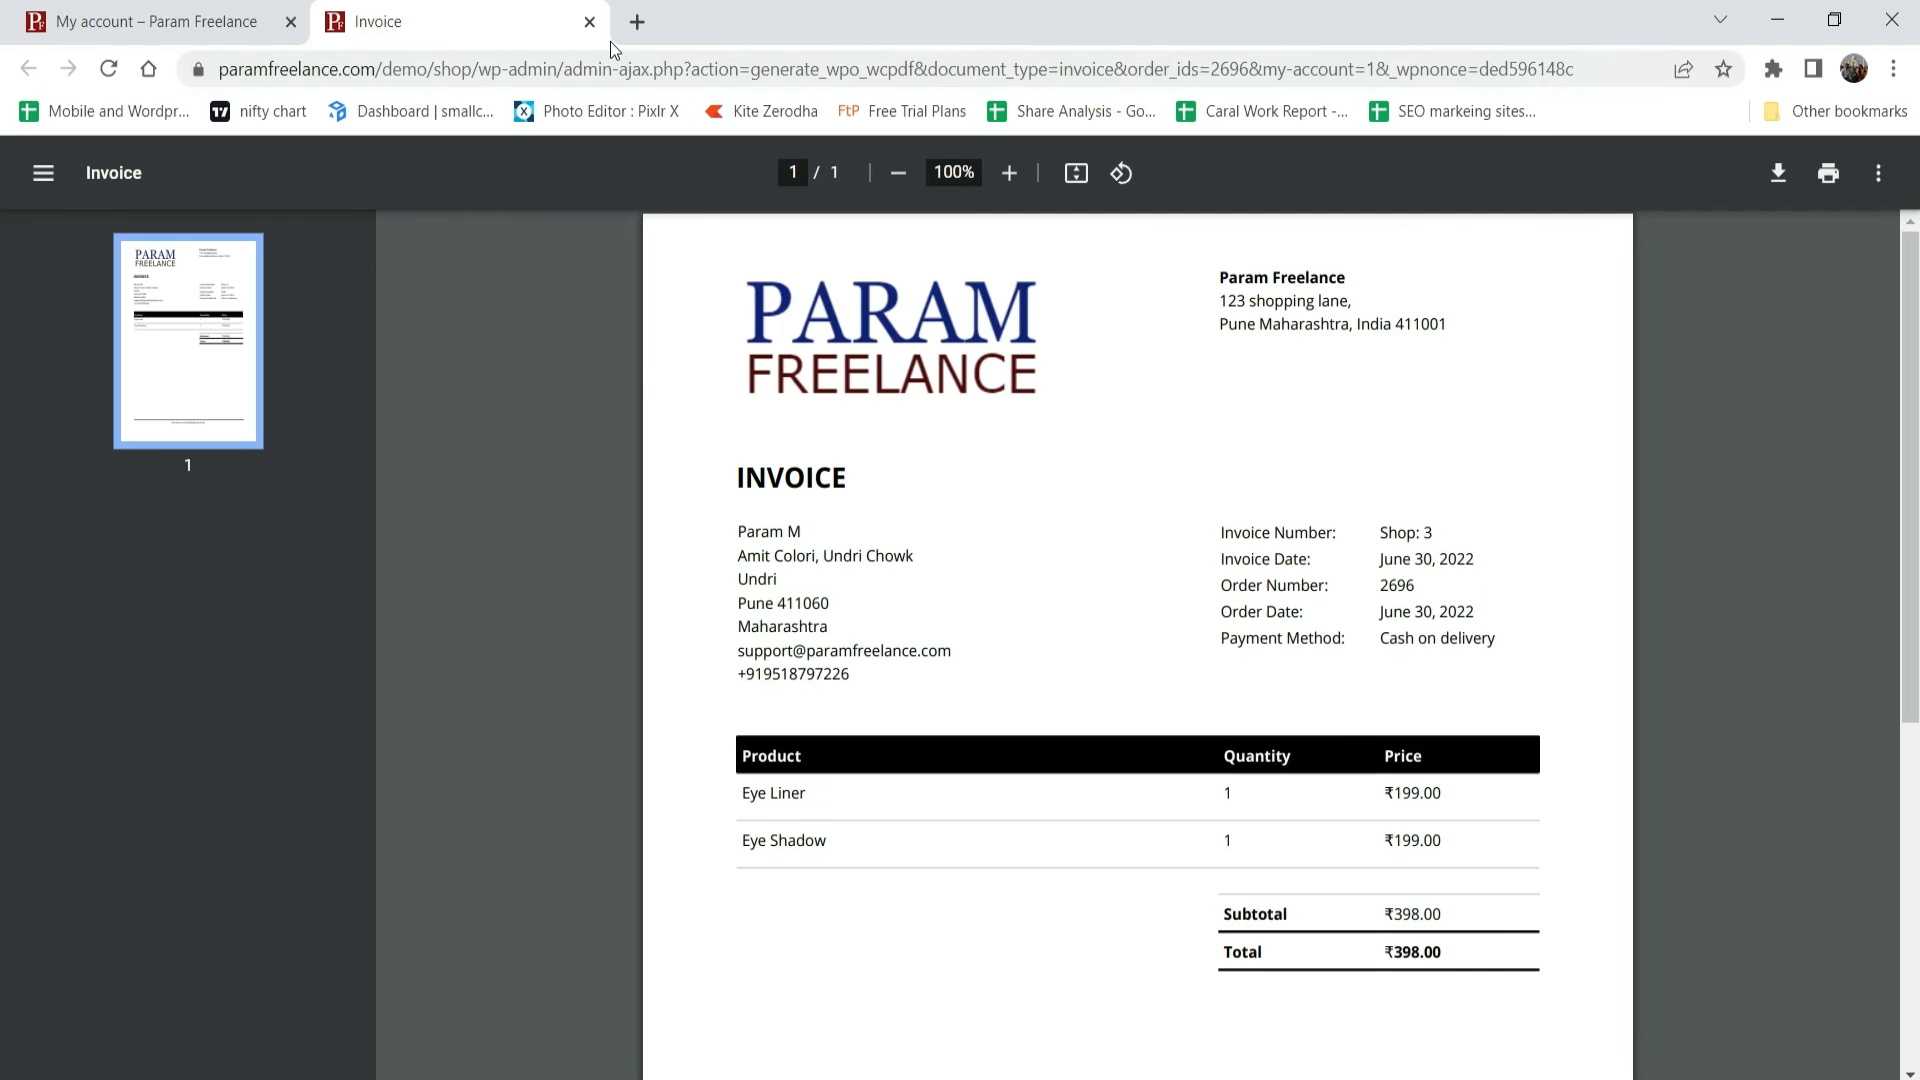 My account – Param Freelance
Invoice
paramfreelance.com/demo/shop/wp-admin/admin-ajax.php?action=generate_wpo_wcpdf&document_type=invoice&order_ids=2696&my-account=1&_wpnonce=ded596148c
Mobile and Wordpr... nifty chart Dashboard | smallc... Photo Editor : Pixlr X Kite Zerodha FtP Free Trial Plans Share Analysis - Go... Caral Work Report -... SEO markeing sites... Other bookmarks
Invoice 1 / 1 100%
1
PARAM
FREELANCE
Param Freelance
123 shopping lane,
Pune Maharashtra, India 411001
INVOICE
Param M
Amit Colori, Undri Chowk
Undri
Pune 411060
Maharashtra
support@paramfreelance.com
+919518797226
Invoice Number: Shop: 3
Invoice Date: June 30, 2022
Order Number: 2696
Order Date: June 30, 2022
Payment Method: Cash on delivery
Product Quantity Price
Eye Liner 1 ₹199.00
Eye Shadow 1 ₹199.00
Subtotal ₹398.00
Total ₹398.00